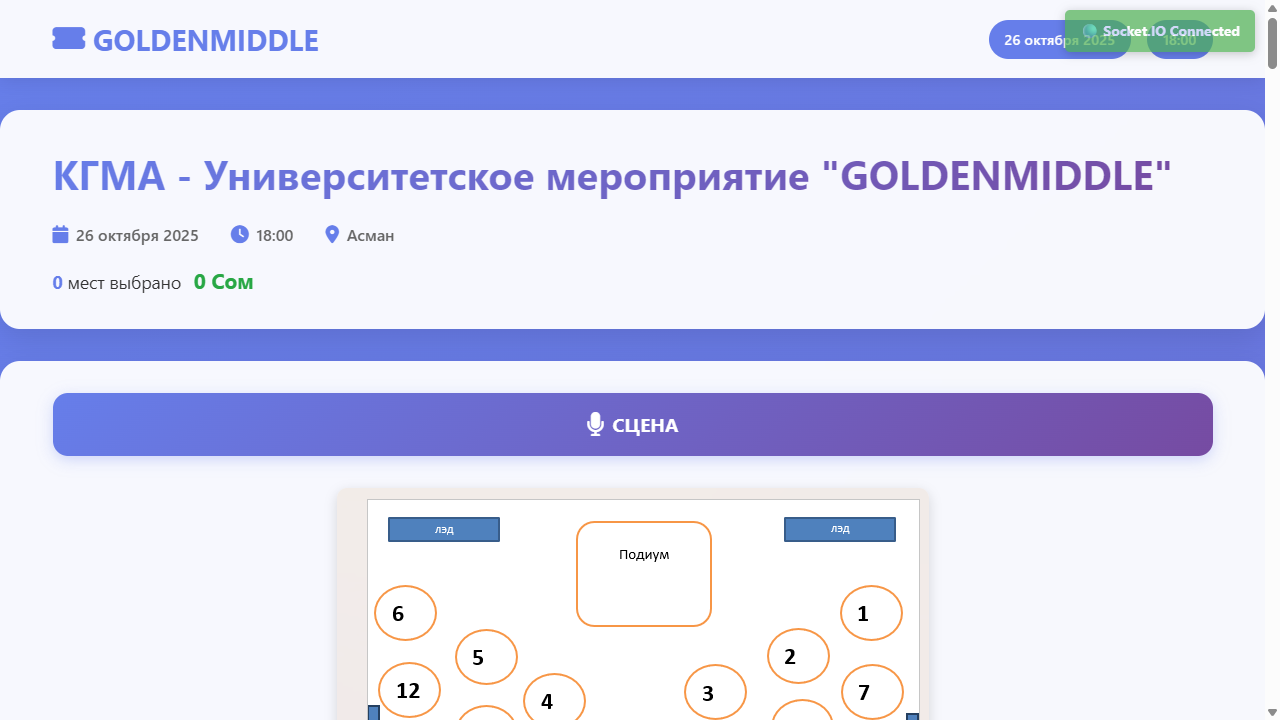 GOLDENMIDDLE
26 октября 2025
18:00
Socket.IO Connected
КГМА - Университетское мероприятие "GOLDENMIDDLE"
26 октября 2025
18:00
Асман
0 мест выбрано 0 Сом
СЦЕНА
лэд
лэд
Подиум
6
1
5
2
12
4
3
7